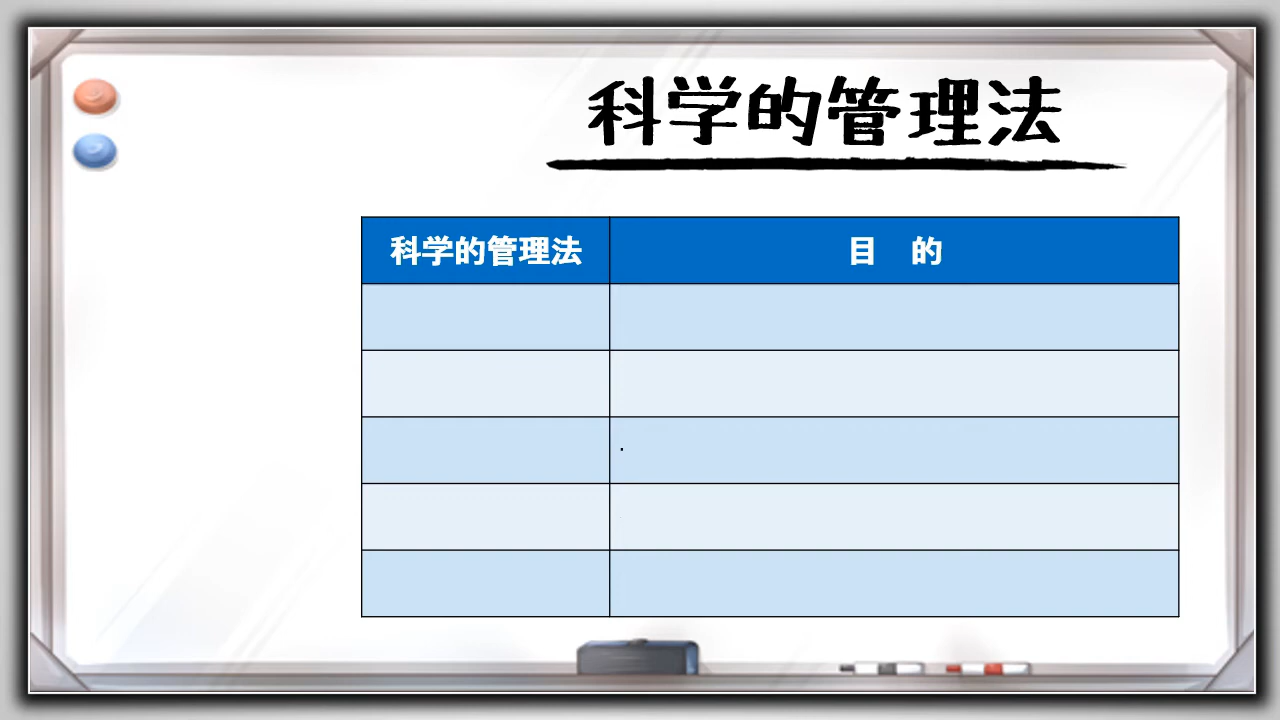 科学的管理法
科学的管理法 目 的
.